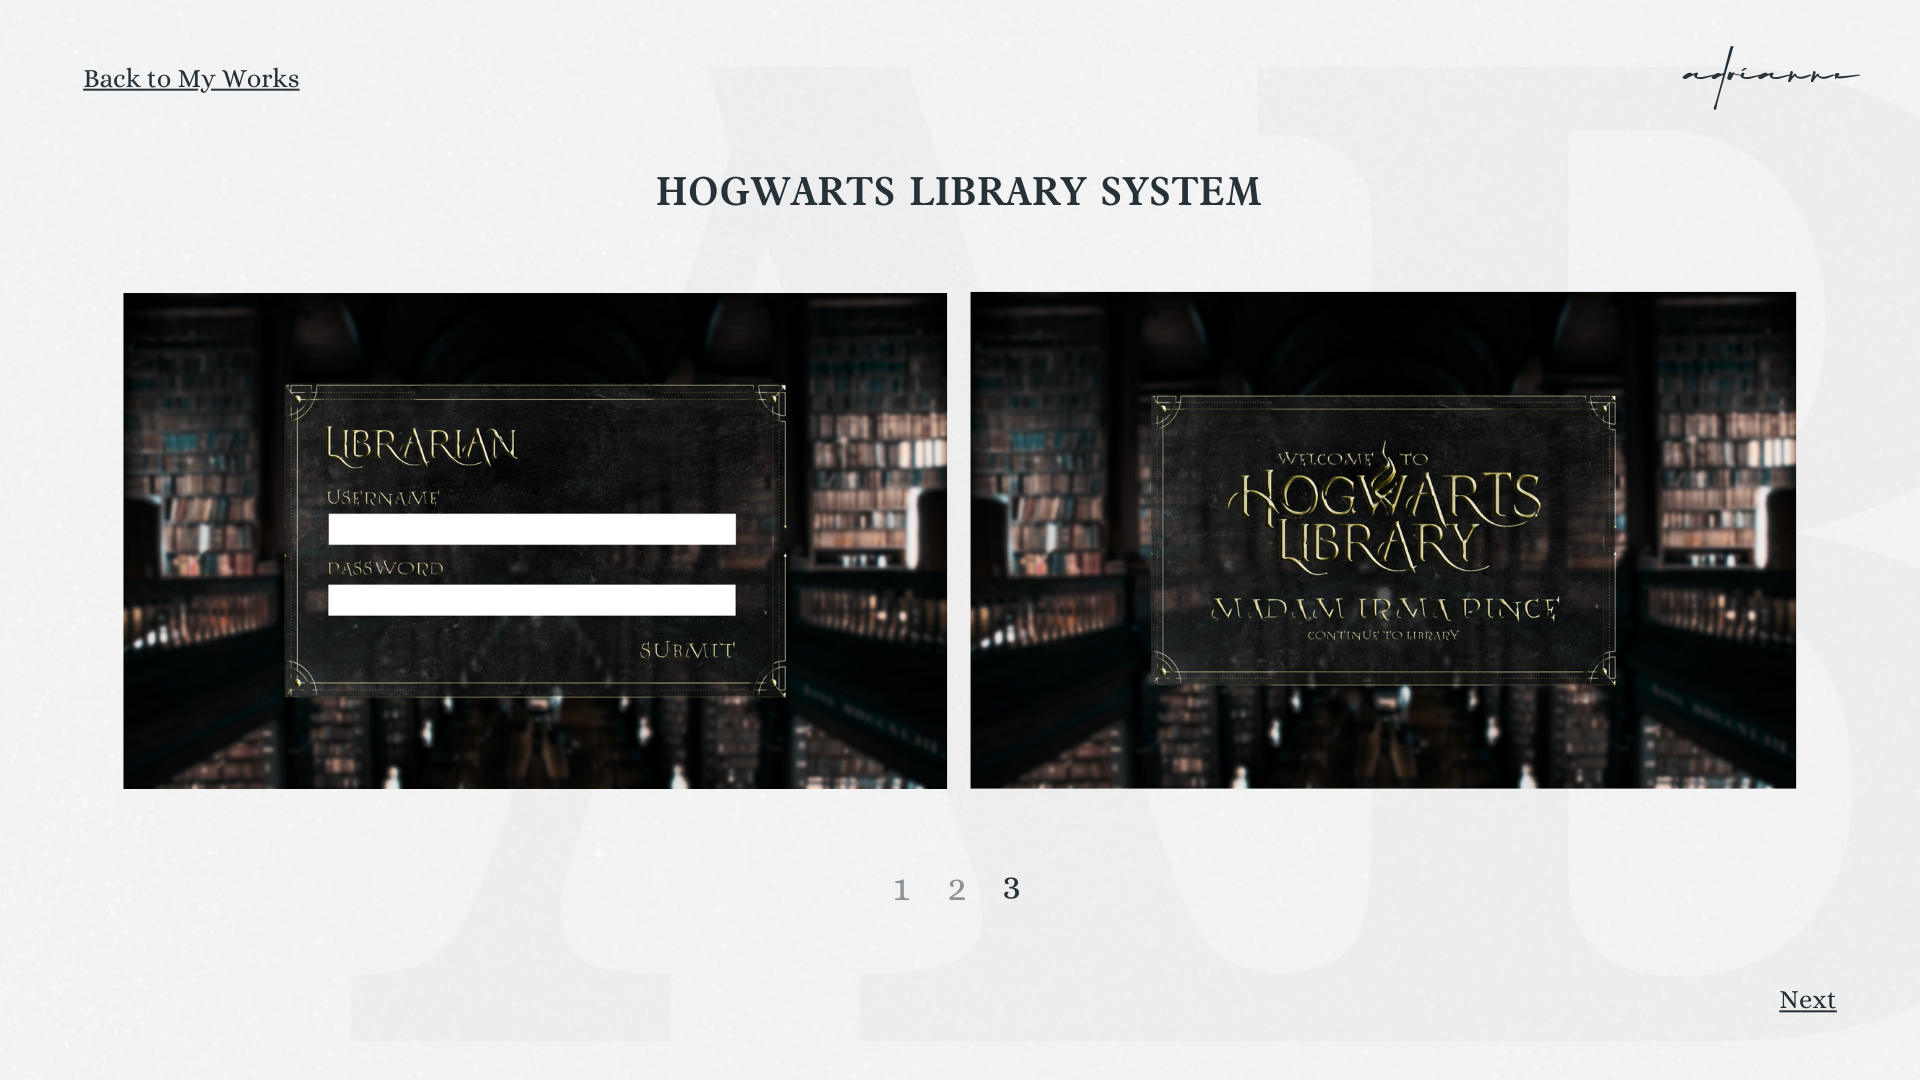 Back to My Works
adrianne
HOGWARTS LIBRARY SYSTEM
LIBRARIAN
USERNAME
PASSWORD
SUBMIT
WELCOME TO
HOGWARTS
LIBRARY
MADAM IRMA PINCE
CONTINUE TO LIBRARY
1 2 3
Next